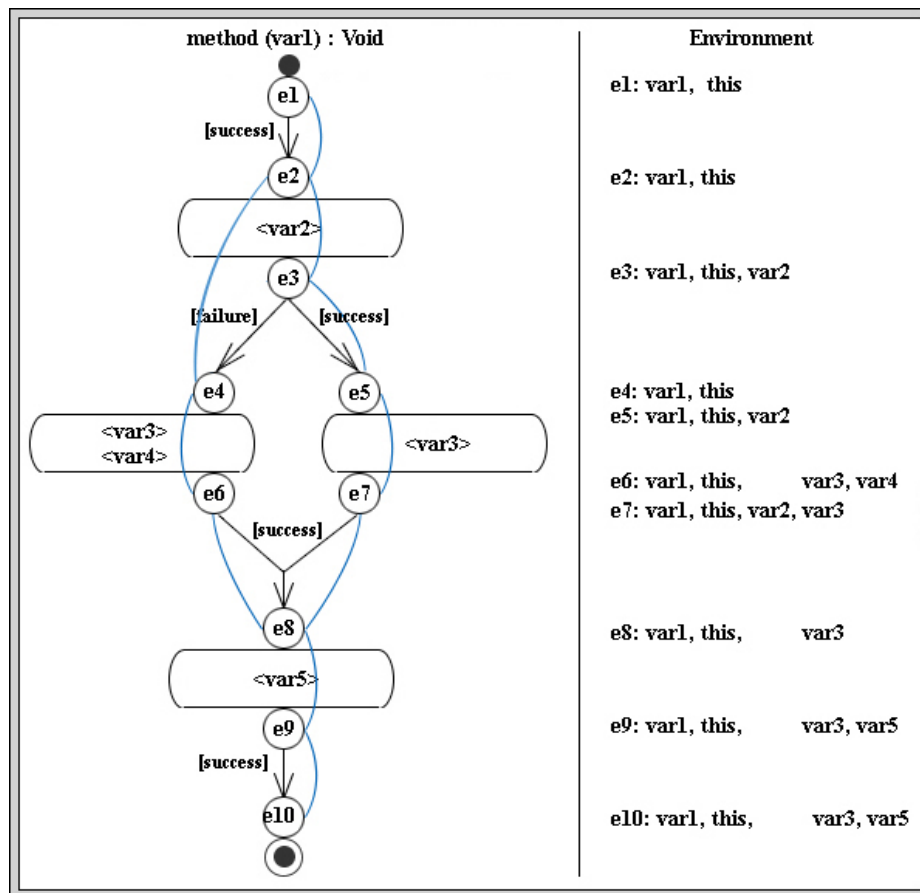 method (var1) : Void
Environment
e1
e1: var1, this
[success]
e2
e2: var1, this
<var2>
e3
e3: var1, this, var2
[failure]
[success]
e4
e5
e4: var1, this
e5: var1, this, var2
<var3>
<var4>
<var3>
e6
e7
e6: var1, this, var3, var4
e7: var1, this, var2, var3
[success]
e8
e8: var1, this, var3
<var5>
e9
e9: var1, this, var3, var5
[success]
e10
e10: var1, this, var3, var5